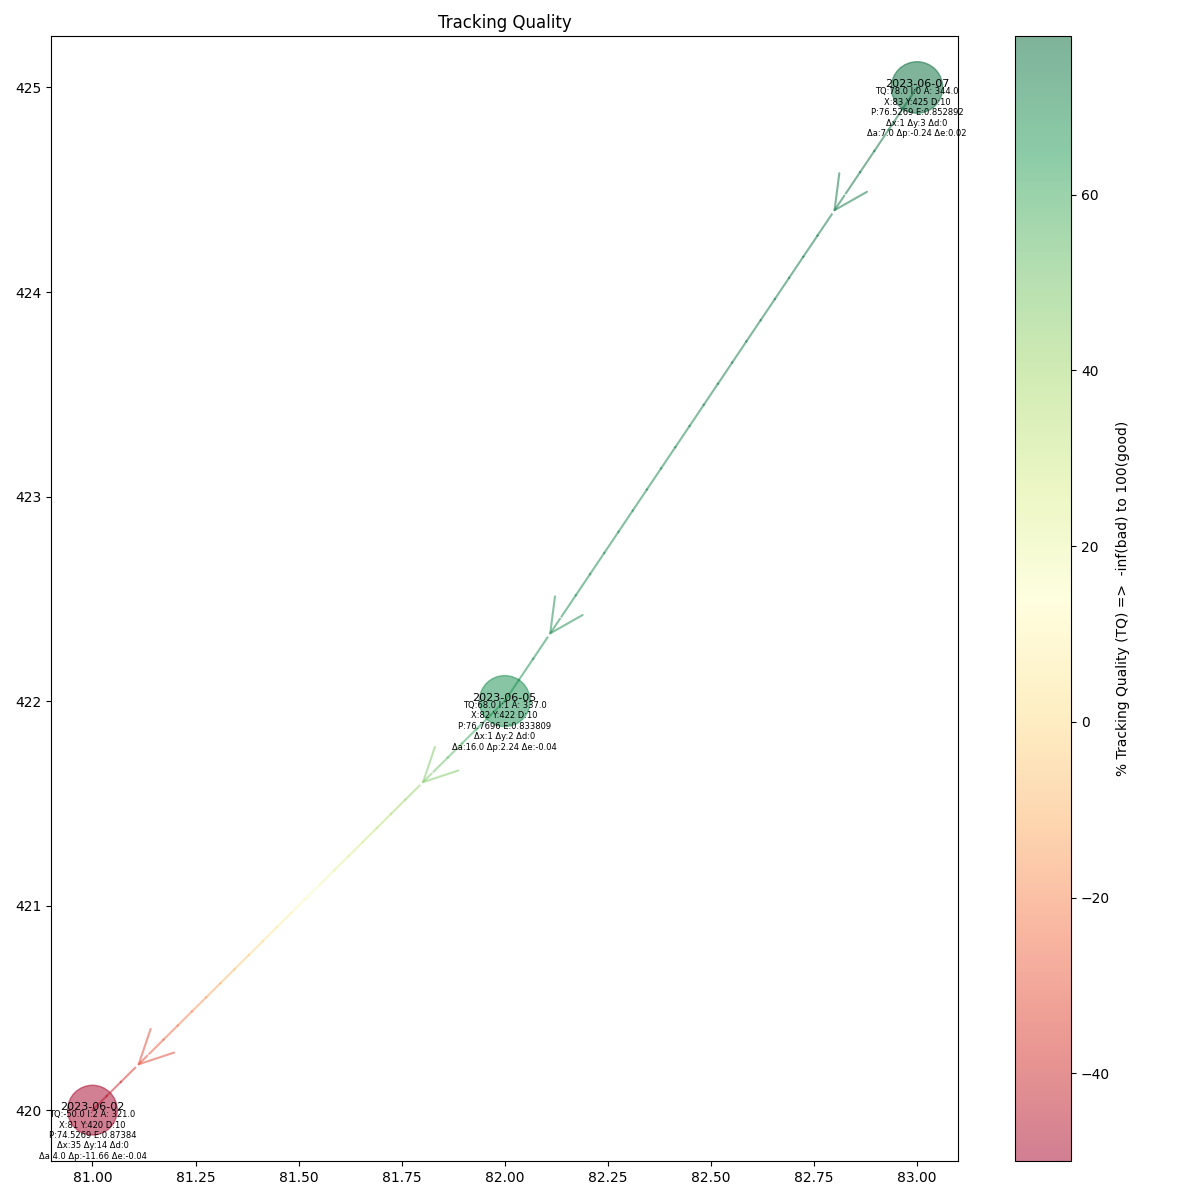 Tracking Quality
425
424
423
422
421
420
2023-06-07
TQ:78.0 I:0 A: 344.0
X:83 Y:425 D:10
P:76.5269 E:0.852892
Δx:1 Δy:3 Δd:0
Δa:7.0 Δp:-0.24 Δe:0.02
2023-06-05
TQ:68.0 I:1 A: 337.0
X:82 Y:422 D:10
P:76.7696 E:0.833809
Δx:1 Δy:2 Δd:0
Δa:16.0 Δp:2.24 Δe:-0.04
2023-06-02
TQ:-50.0 I:2 A: 321.0
X:81 Y:420 D:10
P:74.5269 E:0.87384
Δx:35 Δy:14 Δd:0
Δa:4.0 Δp:-11.66 Δe:-0.04
81.00 81.25 81.50 81.75 82.00 82.25 82.50 82.75 83.00
60
40
20
0
−20
−40
% Tracking Quality (TQ) => -inf(bad) to 100(good)